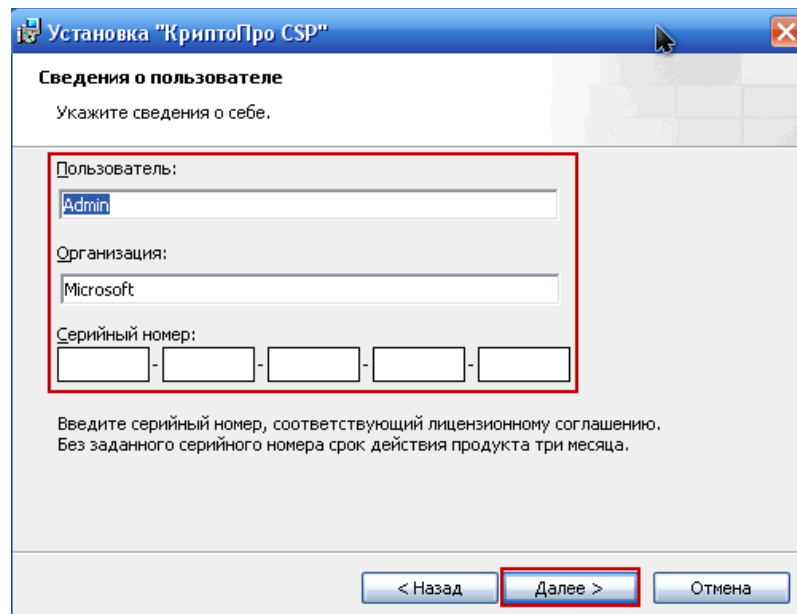 Установка "КриптоПро CSP"
Сведения о пользователе
Укажите сведения о себе.
Пользователь:
Admin
Организация:
Microsoft
Серийный номер:
- - - -
Введите серийный номер, соответствующий лицензионному соглашению.
Без заданного серийного номера срок действия продукта три месяца.
< Назад Далее > Отмена